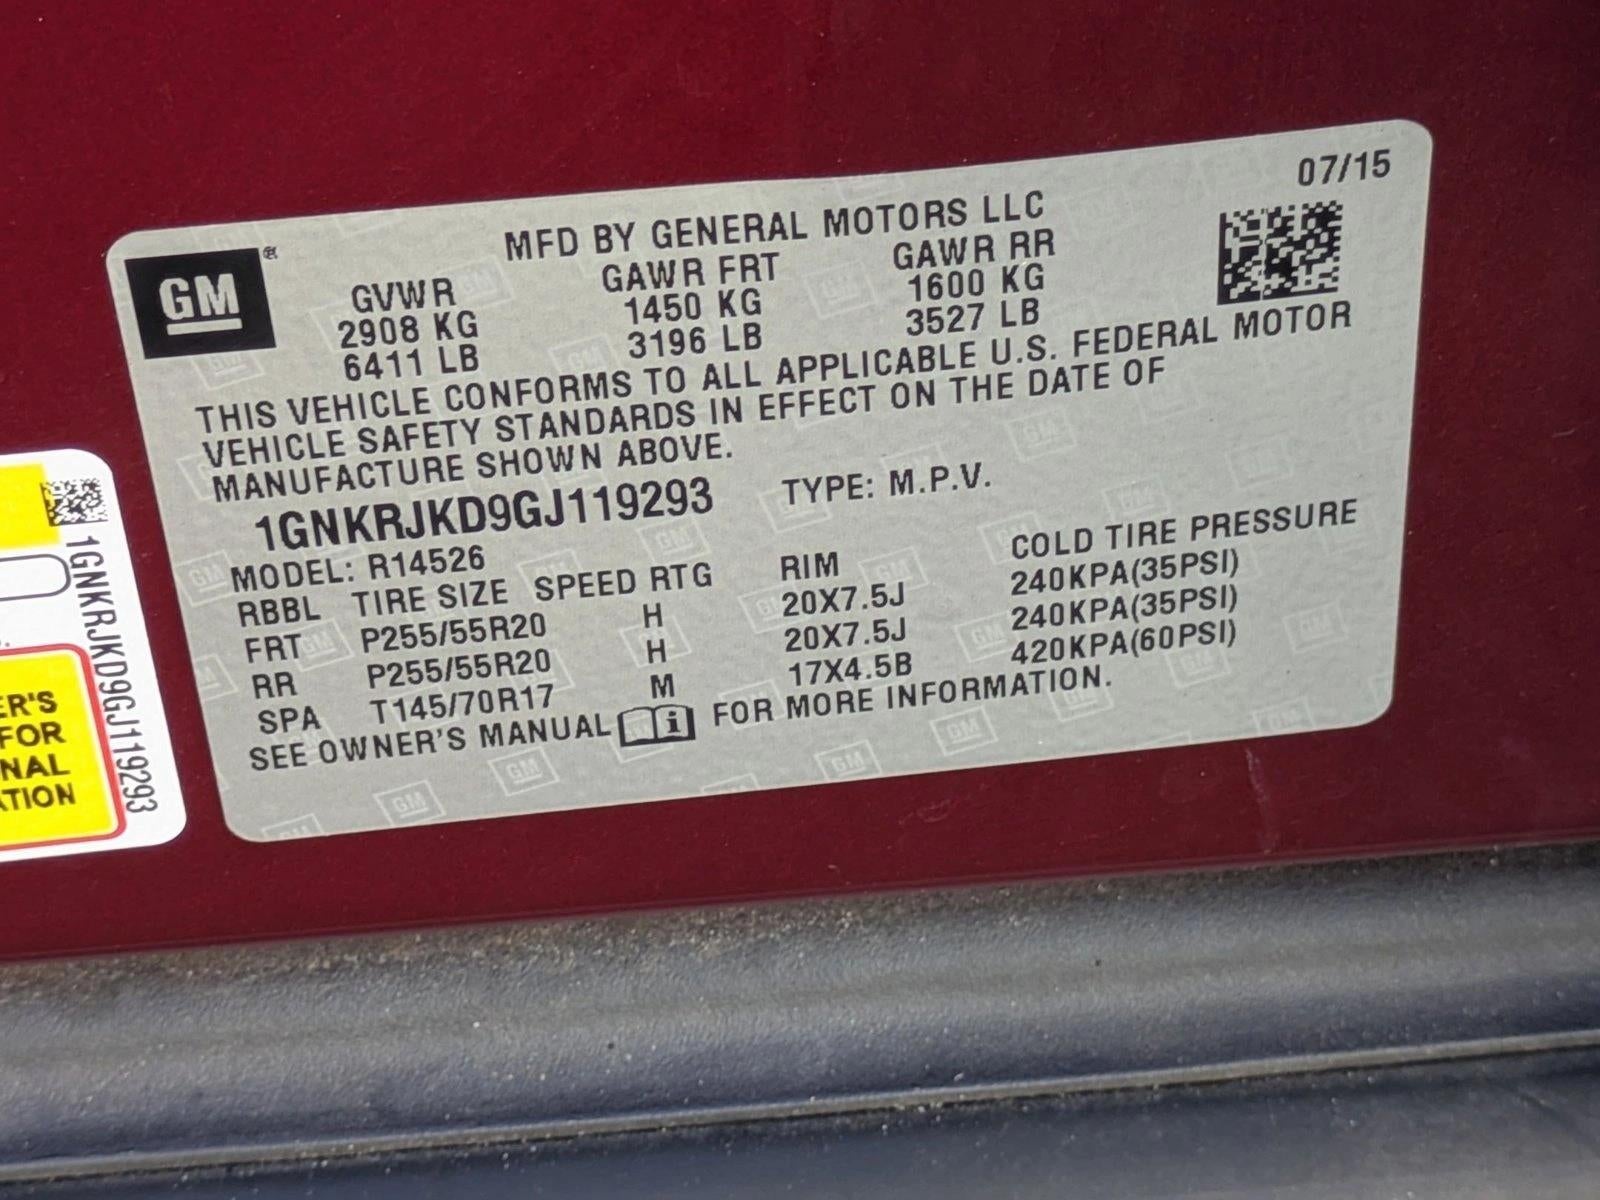 07/15
MFD BY GENERAL MOTORS LLC
GM®
GVWR GAWR FRT GAWR RR
2908 KG 1450 KG 1600 KG
6411 LB 3196 LB 3527 LB
THIS VEHICLE CONFORMS TO ALL APPLICABLE U.S. FEDERAL MOTOR
VEHICLE SAFETY STANDARDS IN EFFECT ON THE DATE OF
MANUFACTURE SHOWN ABOVE.
1GNKRJKD9GJ119293 TYPE: M.P.V.
MODEL: R14526
RBBL TIRE SIZE SPEED RTG RIM COLD TIRE PRESSURE
FRT P255/55R20 H 20X7.5J 240KPA(35PSI)
RR P255/55R20 H 20X7.5J 240KPA(35PSI)
SPA T145/70R17 M 17X4.5B 420KPA(60PSI)
SEE OWNER'S MANUAL i FOR MORE INFORMATION.
1GNKRJKD9GJ119293
ER'S
FOR
NAL
ATION